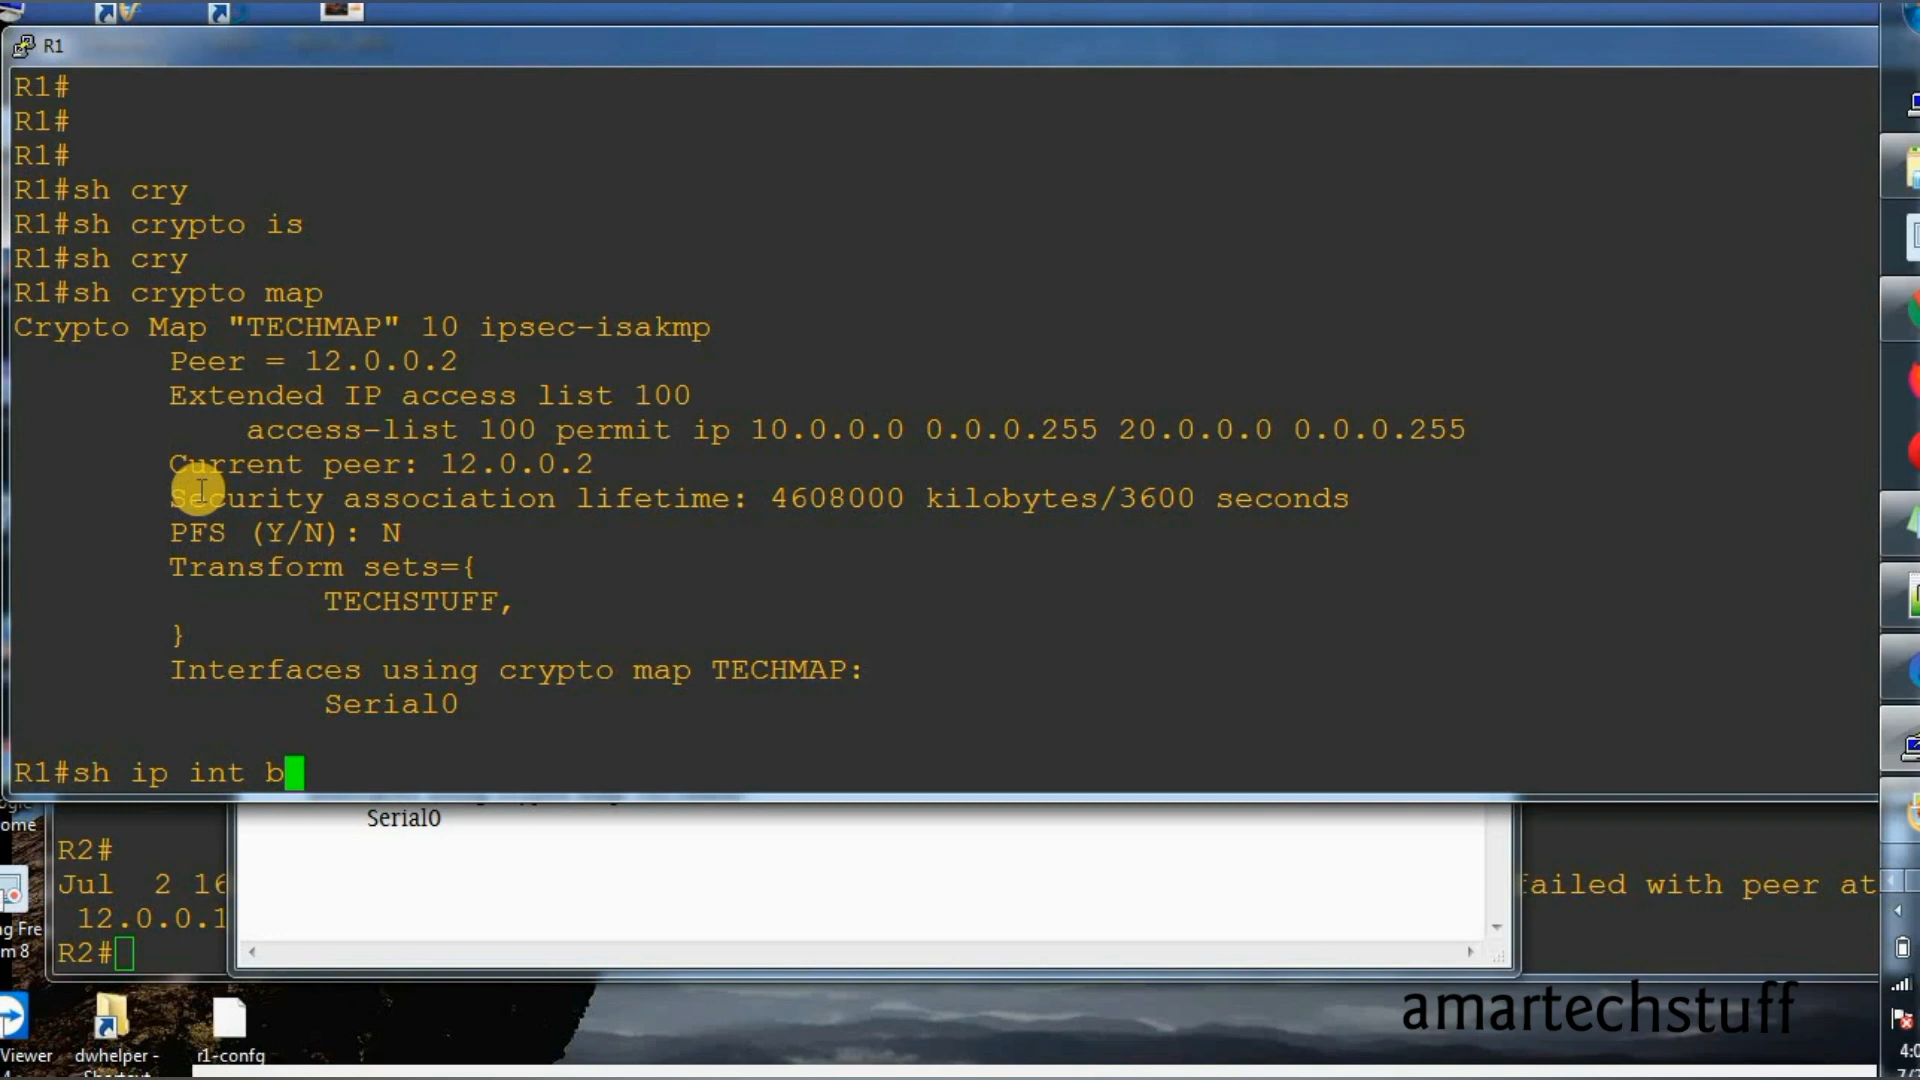 R1
R1#
R1#
R1#
R1#sh cry
R1#sh crypto is
R1#sh cry
R1#sh crypto map
Crypto Map "TECHMAP" 10 ipsec-isakmp
Peer = 12.0.0.2
Extended IP access list 100
access-list 100 permit ip 10.0.0.0 0.0.0.255 20.0.0.0 0.0.0.255
Current peer: 12.0.0.2
Security association lifetime: 4608000 kilobytes/3600 seconds
PFS (Y/N): N
Transform sets={
TECHSTUFF,
}
Interfaces using crypto map TECHMAP:
Serial0
R1#sh ip int b
Serial0
R2#
Jul 2 16
failed with peer at
12.0.0.1
R2#
ome
g Fre
m 8
Viewer
dwhelper -
r1-confg
amartechstuff